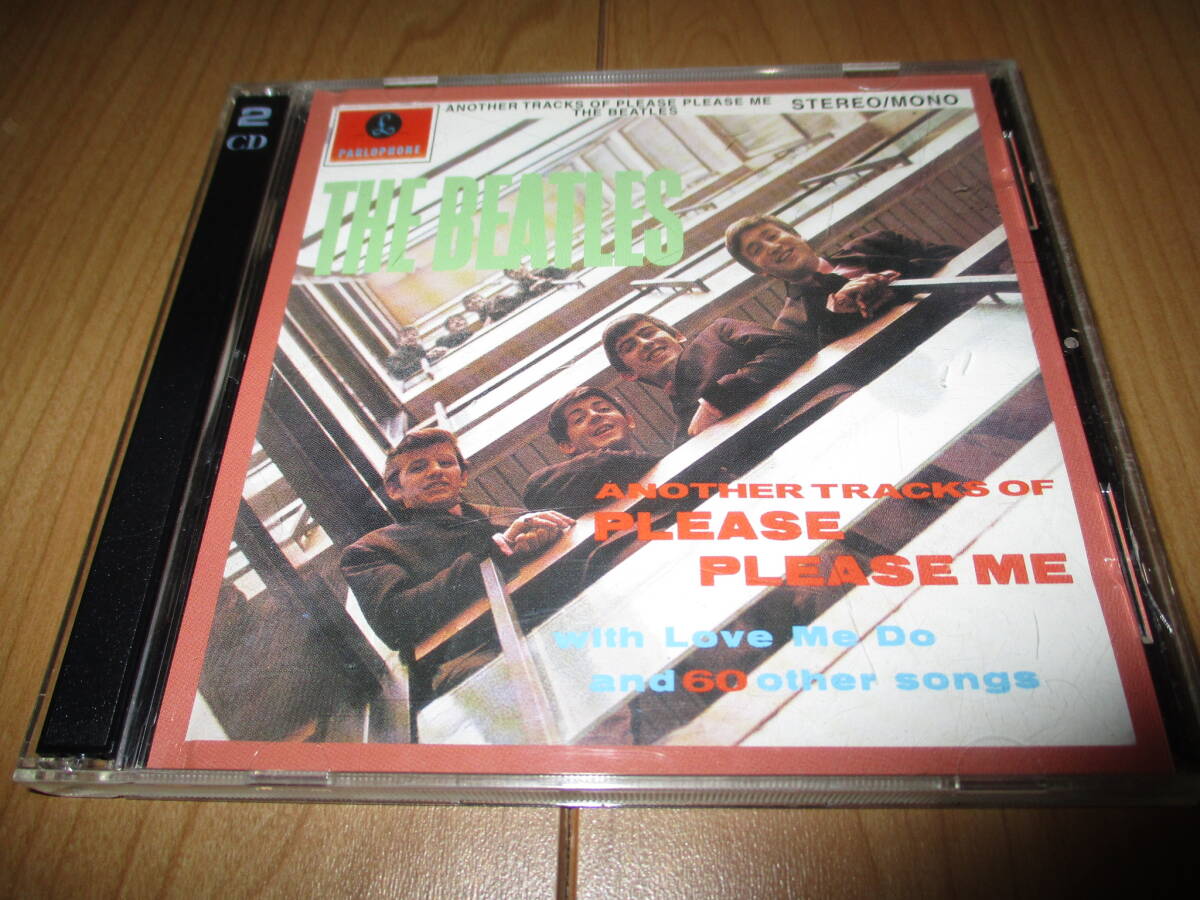 2
CD
PARLOPHONE
ANOTHER TRACKS OF PLEASE PLEASE ME
THE BEATLES
STEREO/MONO
THE BEATLES
ANOTHER TRACKS OF
PLEASE
PLEASE ME
with Love Me Do
and 60 other songs